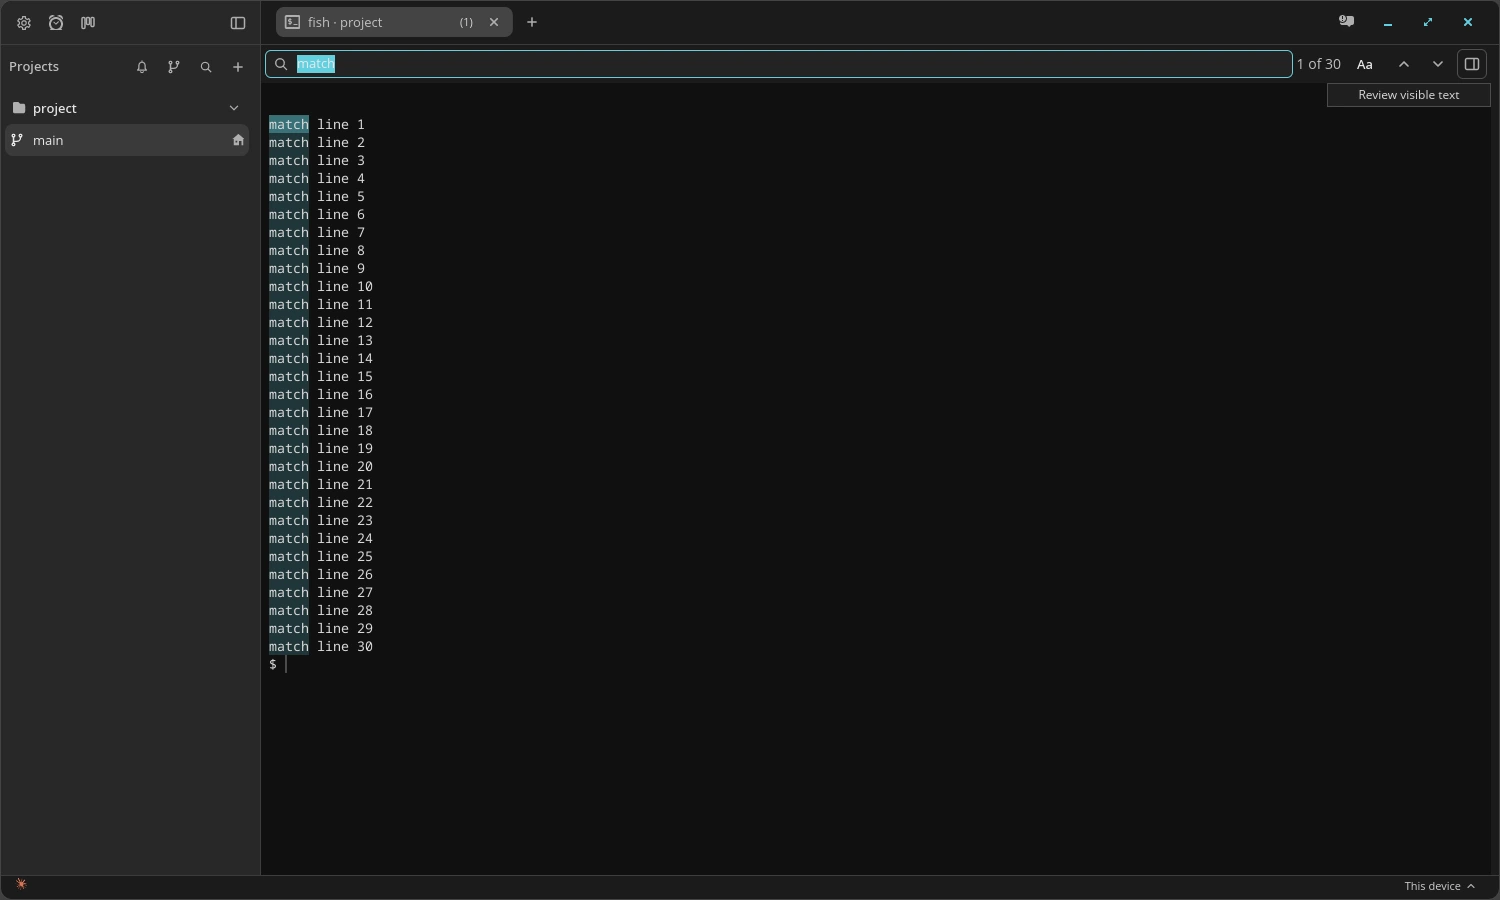 fish · project (1)
Projects
match
1 of 30 Aa
Review visible text
project
main
match line 1
match line 2
match line 3
match line 4
match line 5
match line 6
match line 7
match line 8
match line 9
match line 10
match line 11
match line 12
match line 13
match line 14
match line 15
match line 16
match line 17
match line 18
match line 19
match line 20
match line 21
match line 22
match line 23
match line 24
match line 25
match line 26
match line 27
match line 28
match line 29
match line 30
$
This device